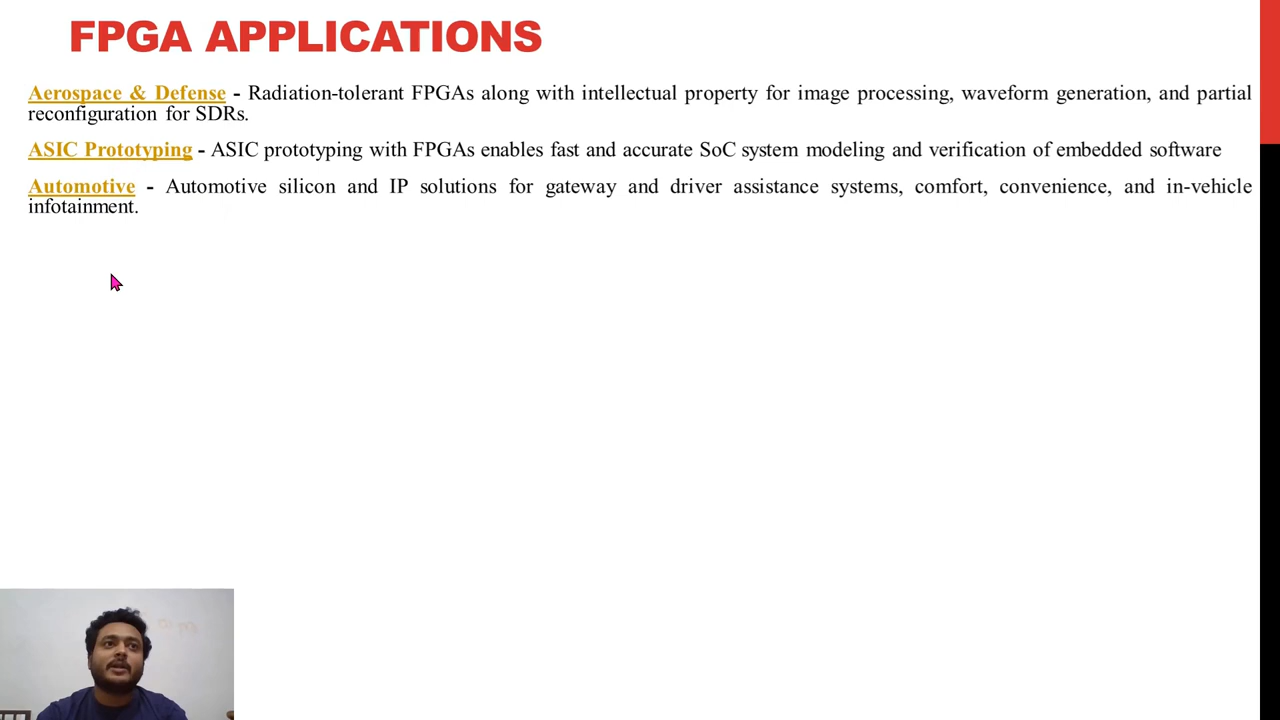 FPGA APPLICATIONS
Aerospace & Defense - Radiation-tolerant FPGAs along with intellectual property for image processing, waveform generation, and partial
reconfiguration for SDRs.
ASIC Prototyping - ASIC prototyping with FPGAs enables fast and accurate SoC system modeling and verification of embedded software
Automotive - Automotive silicon and IP solutions for gateway and driver assistance systems, comfort, convenience, and in-vehicle
infotainment.